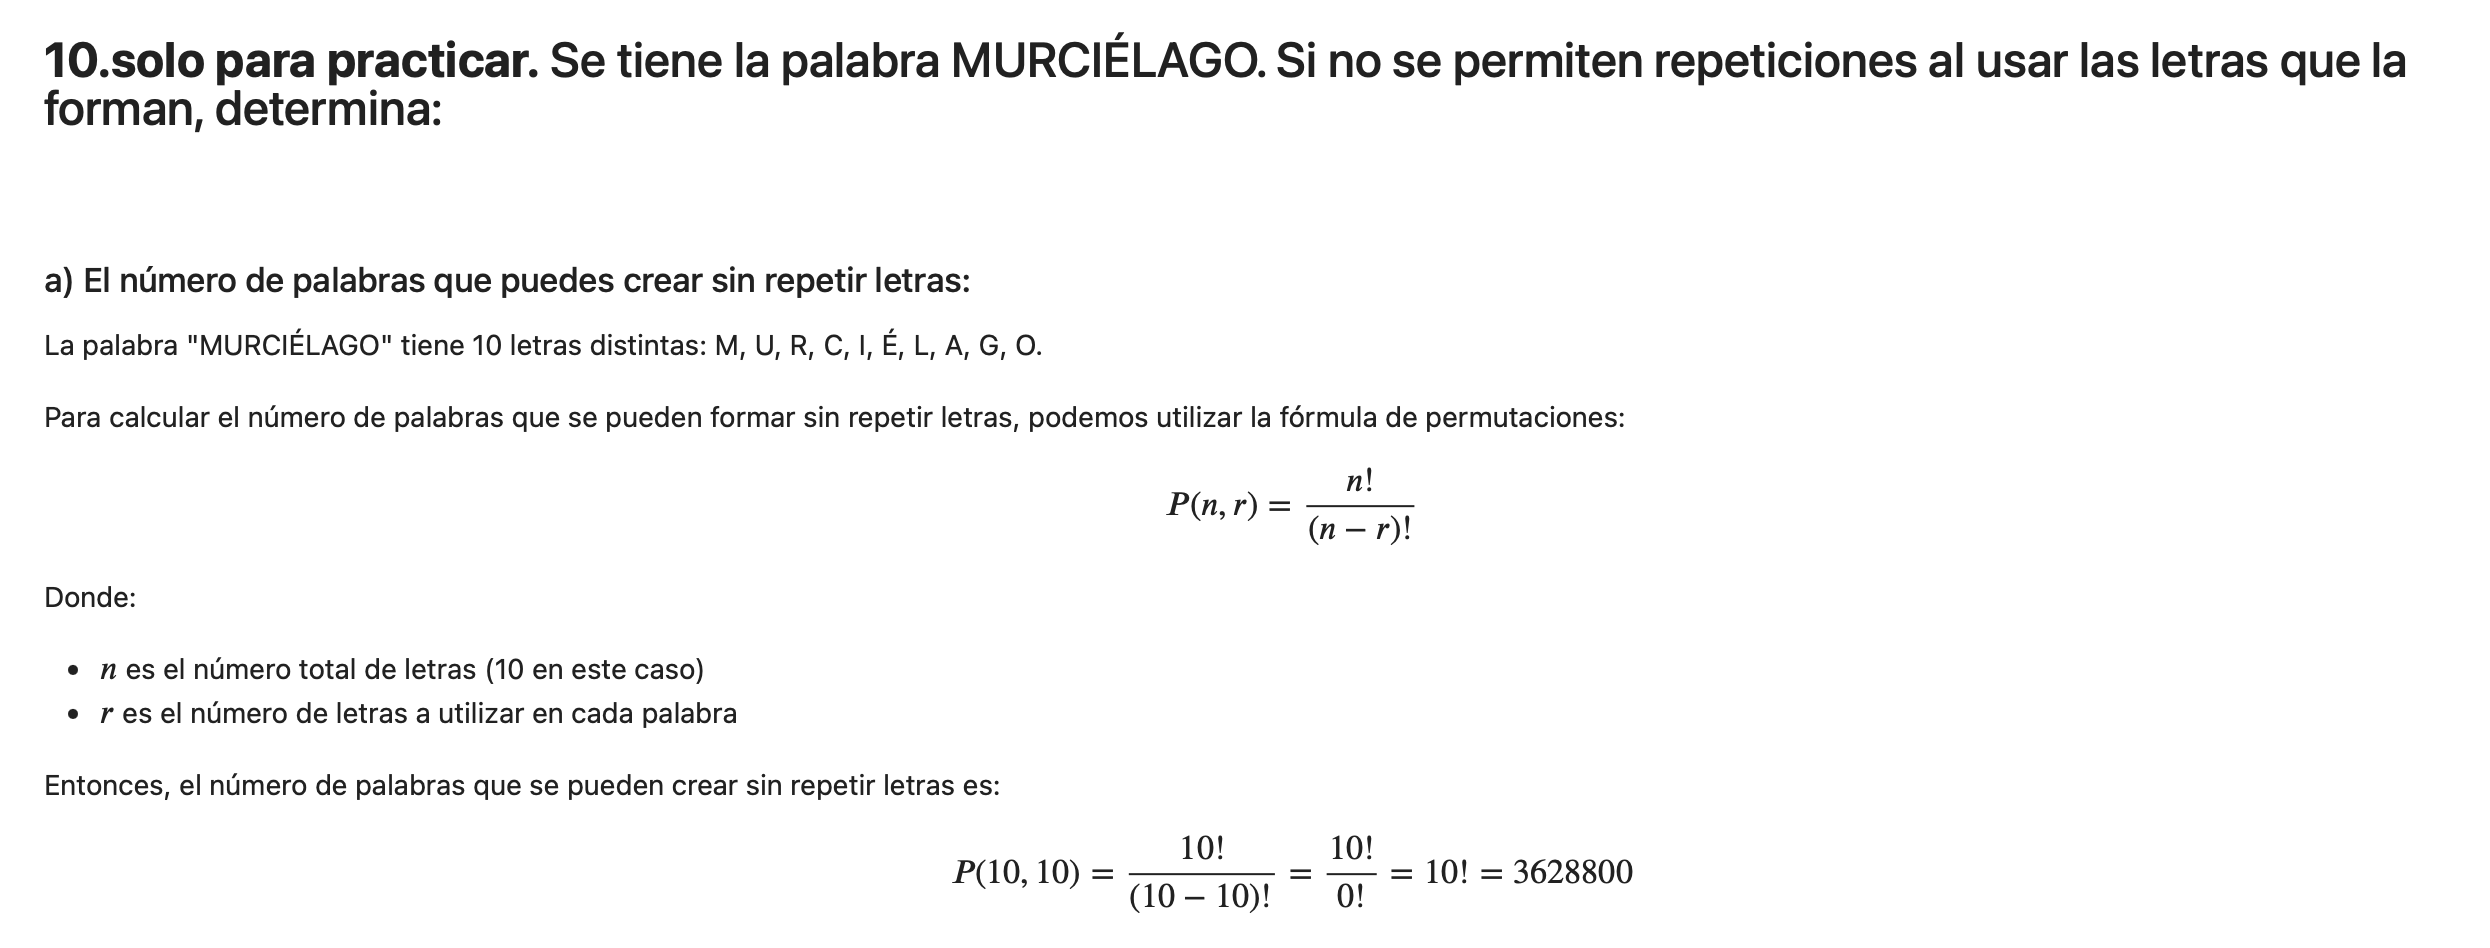 10.solo para practicar. Se tiene la palabra MURCIÉLAGO. Si no se permiten repeticiones al usar las letras que la
forman, determina:
a) El número de palabras que puedes crear sin repetir letras:
La palabra "MURCIÉLAGO" tiene 10 letras distintas: M, U, R, C, I, É, L, A, G, O.
Para calcular el número de palabras que se pueden formar sin repetir letras, podemos utilizar la fórmula de permutaciones:
P(n, r) = n! / (n − r)!
Donde:
• n es el número total de letras (10 en este caso)
• r es el número de letras a utilizar en cada palabra
Entonces, el número de palabras que se pueden crear sin repetir letras es:
P(10, 10) = 10! / (10 − 10)! = 10! / 0! = 10! = 3628800